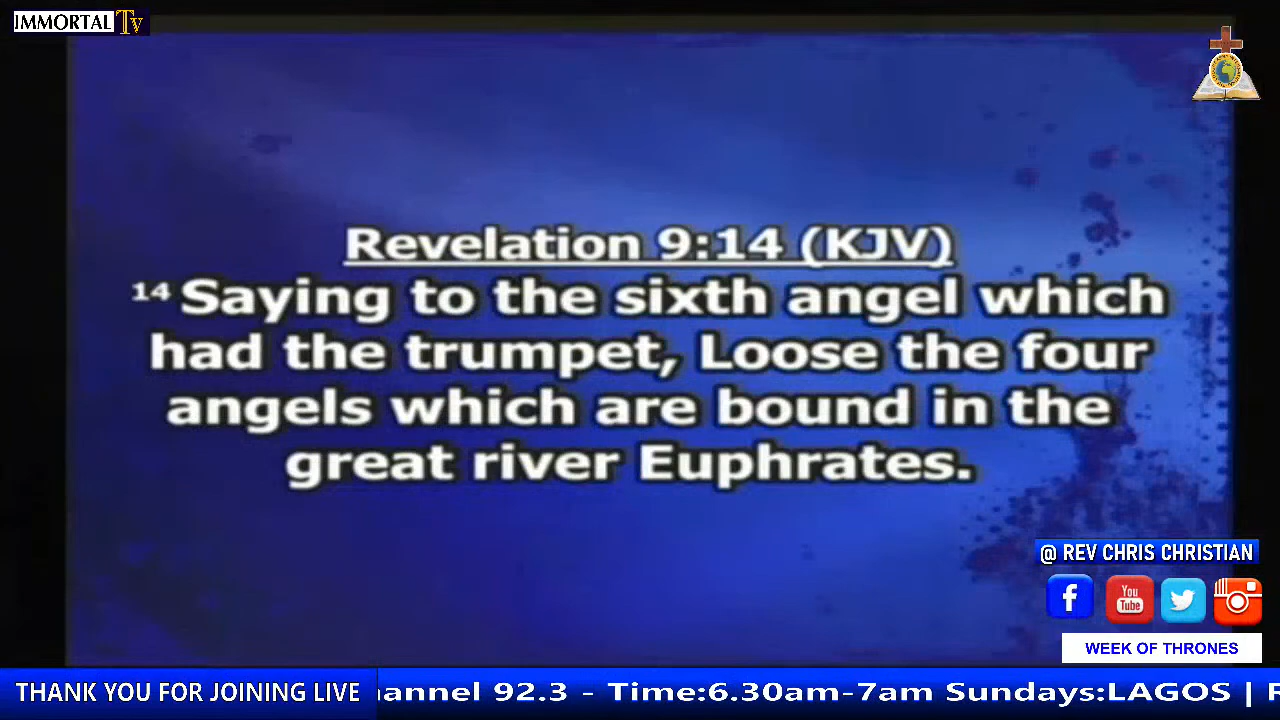 IMMORTAL Tv
Revelation 9:14 (KJV)
14 Saying to the sixth angel which
had the trumpet, Loose the four
angels which are bound in the
great river Euphrates.
@ REV CHRIS CHRISTIAN
You
Tube
WEEK OF THRONES
THANK YOU FOR JOINING LIVE
annel 92.3 - Time:6.30am-7am Sundays:LAGOS |